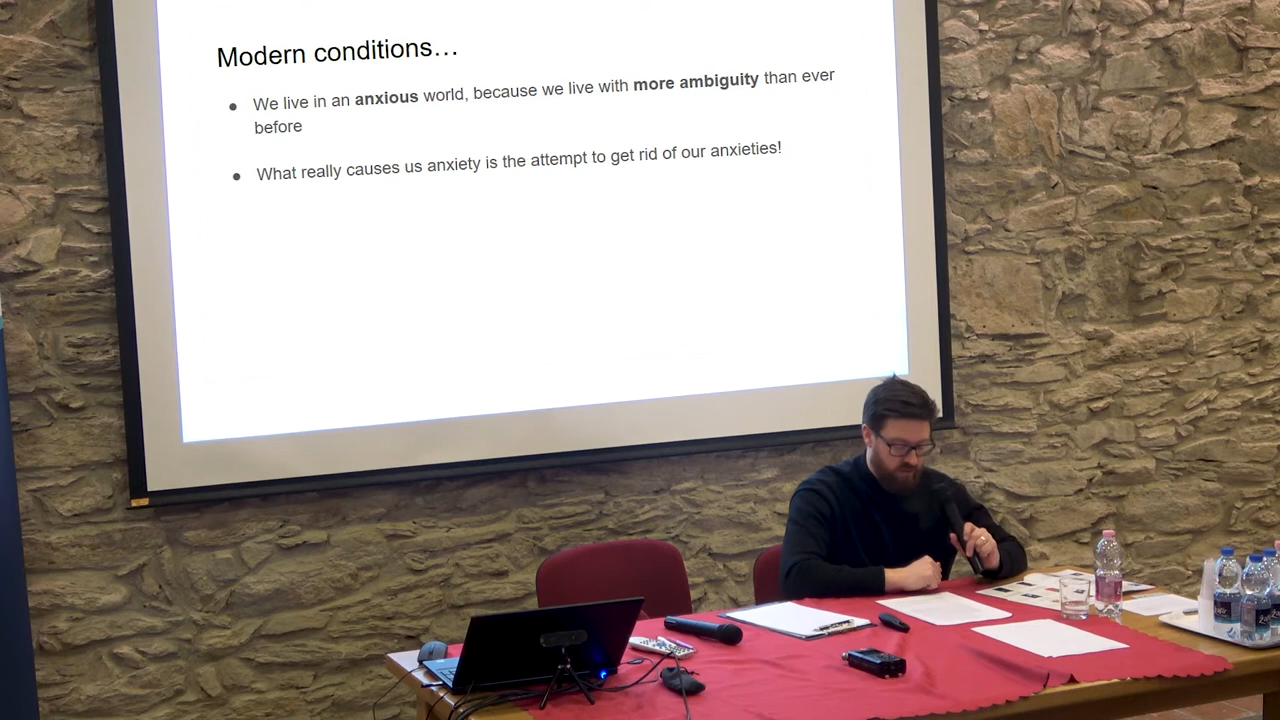 Modern conditions…
● We live in an anxious world, because we live with more ambiguity than ever
before
● What really causes us anxiety is the attempt to get rid of our anxieties!